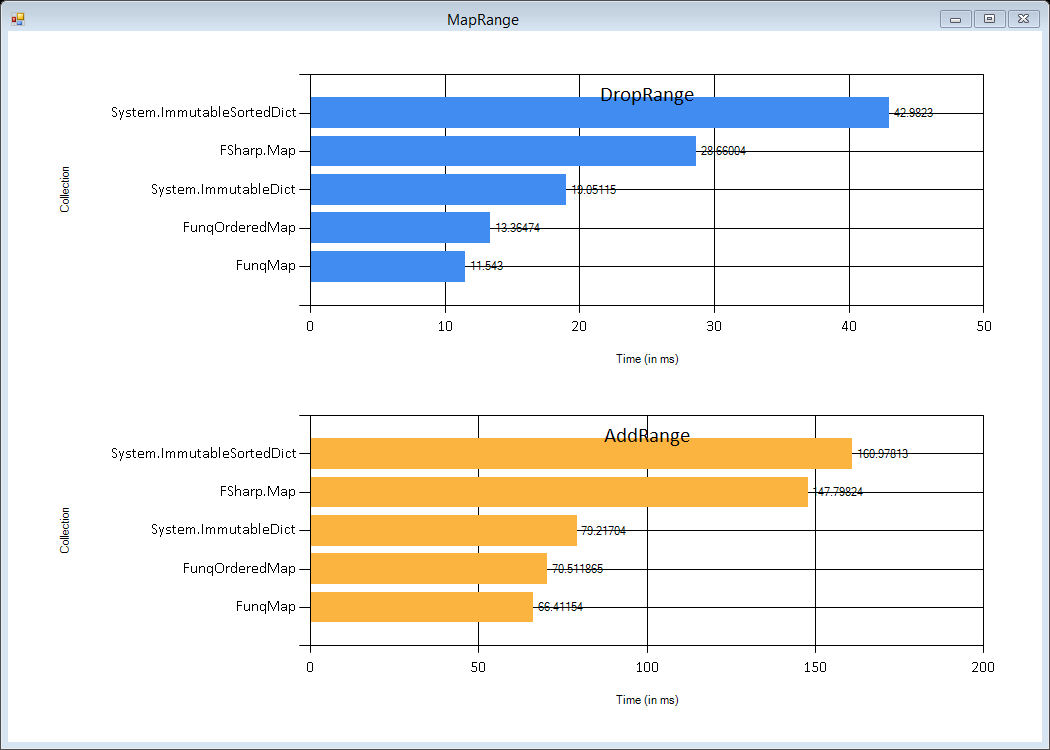 MapRange
DropRange
Collection
System.ImmutableSortedDict
42.9823
FSharp.Map
28.66004
System.ImmutableDict
19.05115
FunqOrderedMap
13.36474
FunqMap
11.543
0 10 20 30 40 50
Time (in ms)
AddRange
Collection
System.ImmutableSortedDict
160.97813
FSharp.Map
147.79824
System.ImmutableDict
79.21704
FunqOrderedMap
70.511865
FunqMap
66.41154
0 50 100 150 200
Time (in ms)